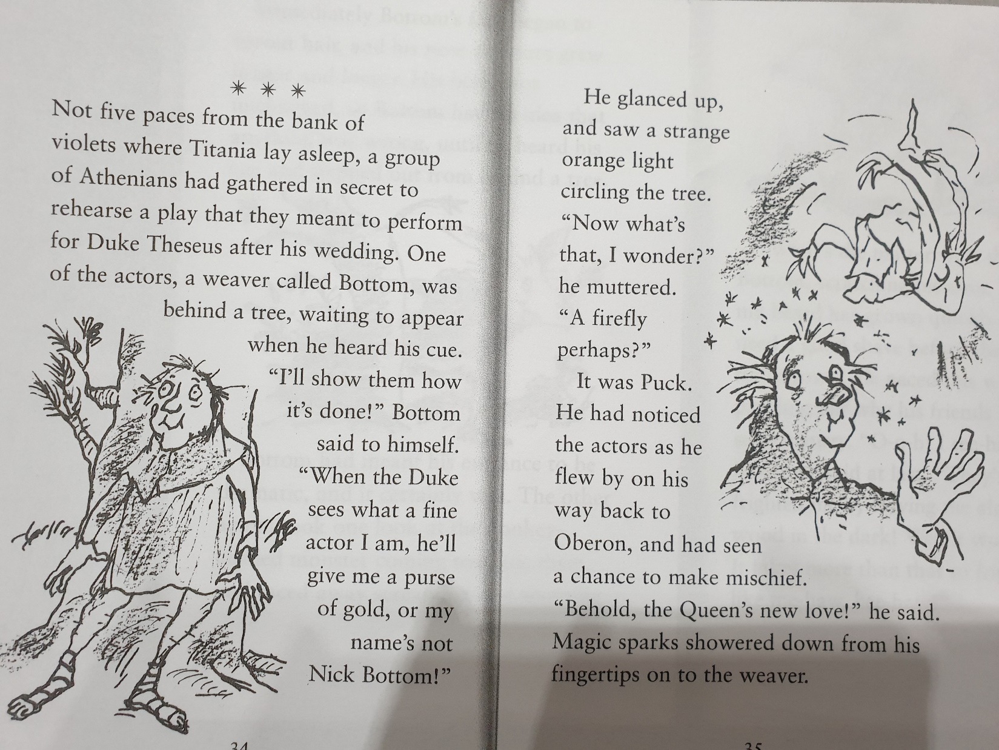 Not five paces from the bank of
violets where Titania lay asleep, a group
of Athenians had gathered in secret to
rehearse a play that they meant to perform
for Duke Theseus after his wedding. One
of the actors, a weaver called Bottom, was
behind a tree, waiting to appear
when he heard his cue.
“I’ll show them how
it’s done!” Bottom
said to himself.
“When the Duke
sees what a fine
actor I am, he’ll
give me a purse
of gold, or my
name’s not
Nick Bottom!”
34
He glanced up,
and saw a strange
orange light
circling the tree.
“Now what’s
that, I wonder?”
he muttered.
“A firefly
perhaps?”
It was Puck.
He had noticed
the actors as he
flew by on his
way back to
Oberon, and had seen
a chance to make mischief.
“Behold, the Queen’s new love!” he said.
Magic sparks showered down from his
fingertips on to the weaver.
35